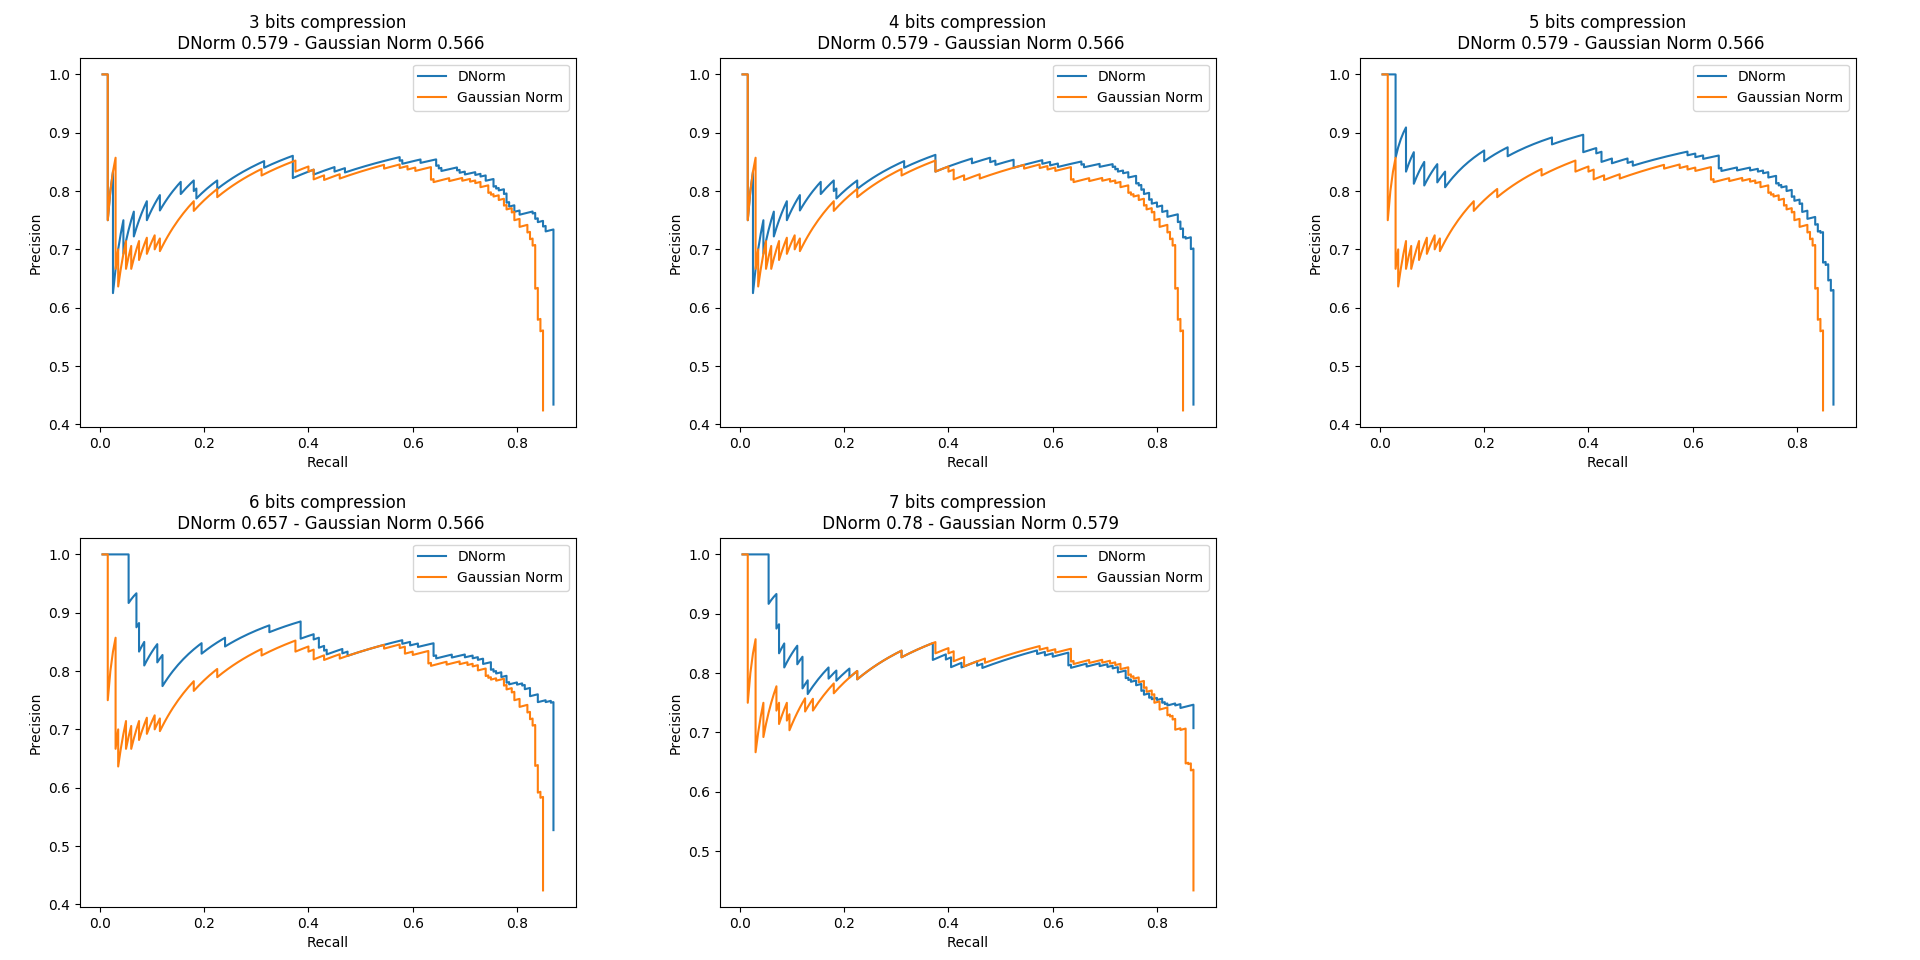 3 bits compression
DNorm 0.579 - Gaussian Norm 0.566
1.0
0.9
0.8
0.7
0.6
0.5
0.4
Precision
0.0 0.2 0.4 0.6 0.8
Recall
DNorm
Gaussian Norm
4 bits compression
DNorm 0.579 - Gaussian Norm 0.566
1.0
0.9
0.8
0.7
0.6
0.5
0.4
Precision
0.0 0.2 0.4 0.6 0.8
Recall
DNorm
Gaussian Norm
5 bits compression
DNorm 0.579 - Gaussian Norm 0.566
1.0
0.9
0.8
0.7
0.6
0.5
0.4
Precision
0.0 0.2 0.4 0.6 0.8
Recall
DNorm
Gaussian Norm
6 bits compression
DNorm 0.657 - Gaussian Norm 0.566
1.0
0.9
0.8
0.7
0.6
0.5
0.4
Precision
0.0 0.2 0.4 0.6 0.8
Recall
DNorm
Gaussian Norm
7 bits compression
DNorm 0.78 - Gaussian Norm 0.579
1.0
0.9
0.8
0.7
0.6
0.5
Precision
0.0 0.2 0.4 0.6 0.8
Recall
DNorm
Gaussian Norm